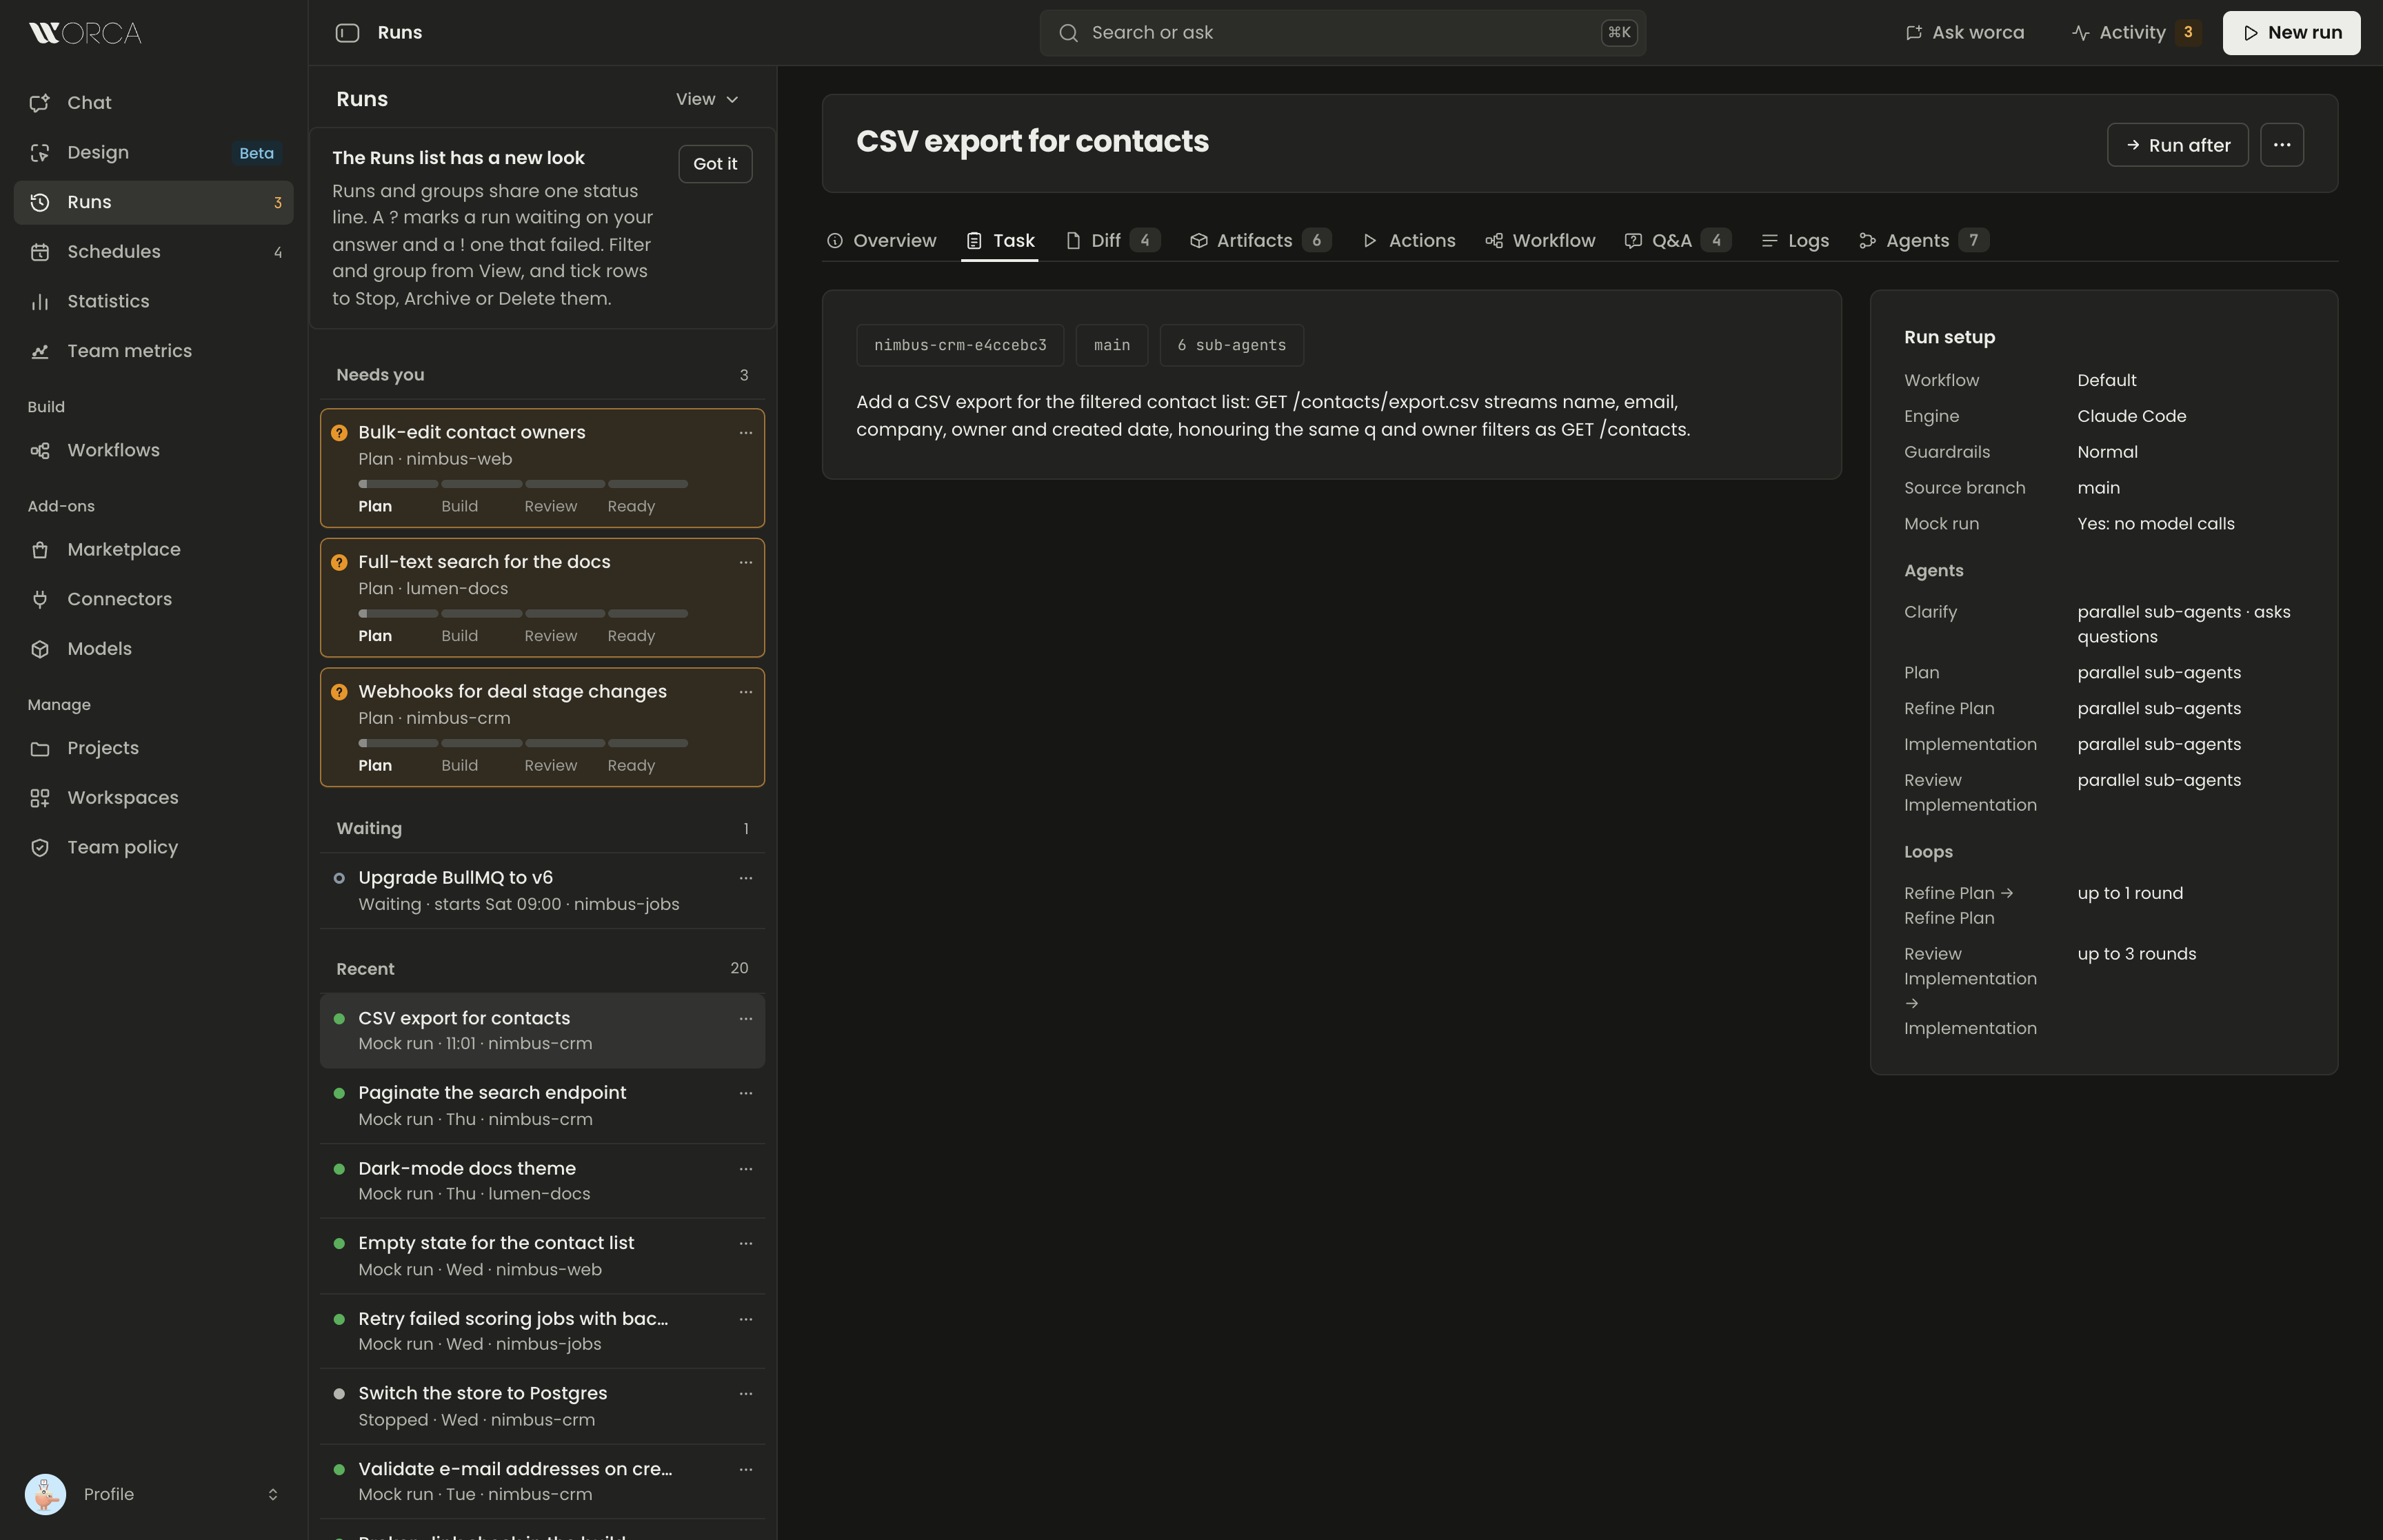 WORCA
Runs
Search or ask
⌘K
Ask worca
Activity 3
New run
Chat
Design Beta
Runs 3
Schedules 4
Statistics
Team metrics
Build
Workflows
Add-ons
Marketplace
Connectors
Models
Manage
Projects
Workspaces
Team policy
Profile
Runs View
The Runs list has a new look
Got it
Runs and groups share one status
line. A ? marks a run waiting on your
answer and a ! one that failed. Filter
and group from View, and tick rows
to Stop, Archive or Delete them.
Needs you 3
? Bulk-edit contact owners ...
Plan · nimbus-web
Plan Build Review Ready
? Full-text search for the docs ...
Plan · lumen-docs
Plan Build Review Ready
? Webhooks for deal stage changes ...
Plan · nimbus-crm
Plan Build Review Ready
Waiting 1
Upgrade BullMQ to v6 ...
Waiting · starts Sat 09:00 · nimbus-jobs
Recent 20
CSV export for contacts ...
Mock run · 11:01 · nimbus-crm
Paginate the search endpoint ...
Mock run · Thu · nimbus-crm
Dark-mode docs theme ...
Mock run · Thu · lumen-docs
Empty state for the contact list ...
Mock run · Wed · nimbus-web
Retry failed scoring jobs with bac... ...
Mock run · Wed · nimbus-jobs
Switch the store to Postgres ...
Stopped · Wed · nimbus-crm
Validate e-mail addresses on cre... ...
Mock run · Tue · nimbus-crm
CSV export for contacts
→ Run after ...
Overview
Task
Diff 4
Artifacts 6
Actions
Workflow
Q&A 4
Logs
Agents 7
nimbus-crm-e4ccebc3 main 6 sub-agents
Add a CSV export for the filtered contact list: GET /contacts/export.csv streams name, email,
company, owner and created date, honouring the same q and owner filters as GET /contacts.
Run setup
Workflow Default
Engine Claude Code
Guardrails Normal
Source branch main
Mock run Yes: no model calls
Agents
Clarify parallel sub-agents · asks
questions
Plan parallel sub-agents
Refine Plan parallel sub-agents
Implementation parallel sub-agents
Review parallel sub-agents
Implementation
Loops
Refine Plan → up to 1 round
Refine Plan
Review up to 3 rounds
Implementation
→
Implementation